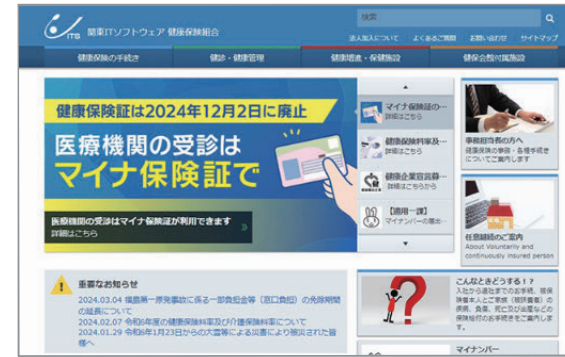 ITS 関東ITソフトウェア 健康保険組合
検索
法人加入について よくあるご質問 お問い合わせ サイトマップ
健康保険の手続き 健診・健康管理 健康増進・保健施設 健保会館付属施設
健康保険証は2024年12月2日に廃止
医療機関の受診は
マイナ保険証で
医療機関の受診はマイナ保険証が利用できます
詳細はこちら
マイナ保険証の…
詳細はこちら
健康保険料率及…
詳細はこちら
健康企業宣言募…
詳細はこちらから
【適用一課】
マイナンバーの届出…
事務担当者の方へ
健康保険の事務・各種手続き
についてご案内します
任意継続のご案内
About Voluntarily and
continuously insured person
重要なお知らせ
2024.03.04 福島第一原発事故に係る一部負担金等（窓口負担）の免除期間
の延長について
2024.02.07 令和6年度の健康保険料率及び介護保険料率について
2024.01.29 令和6年1月23日からの大雪等による災害により被災された皆
様へ
こんなときどうする！？
入社から退社までのお手続、被保
険者本人とご家族（被扶養者）の
疾病、負傷、死亡及び出産などの
保険給付のお手続きをご案内しま
す。
マイナンバー